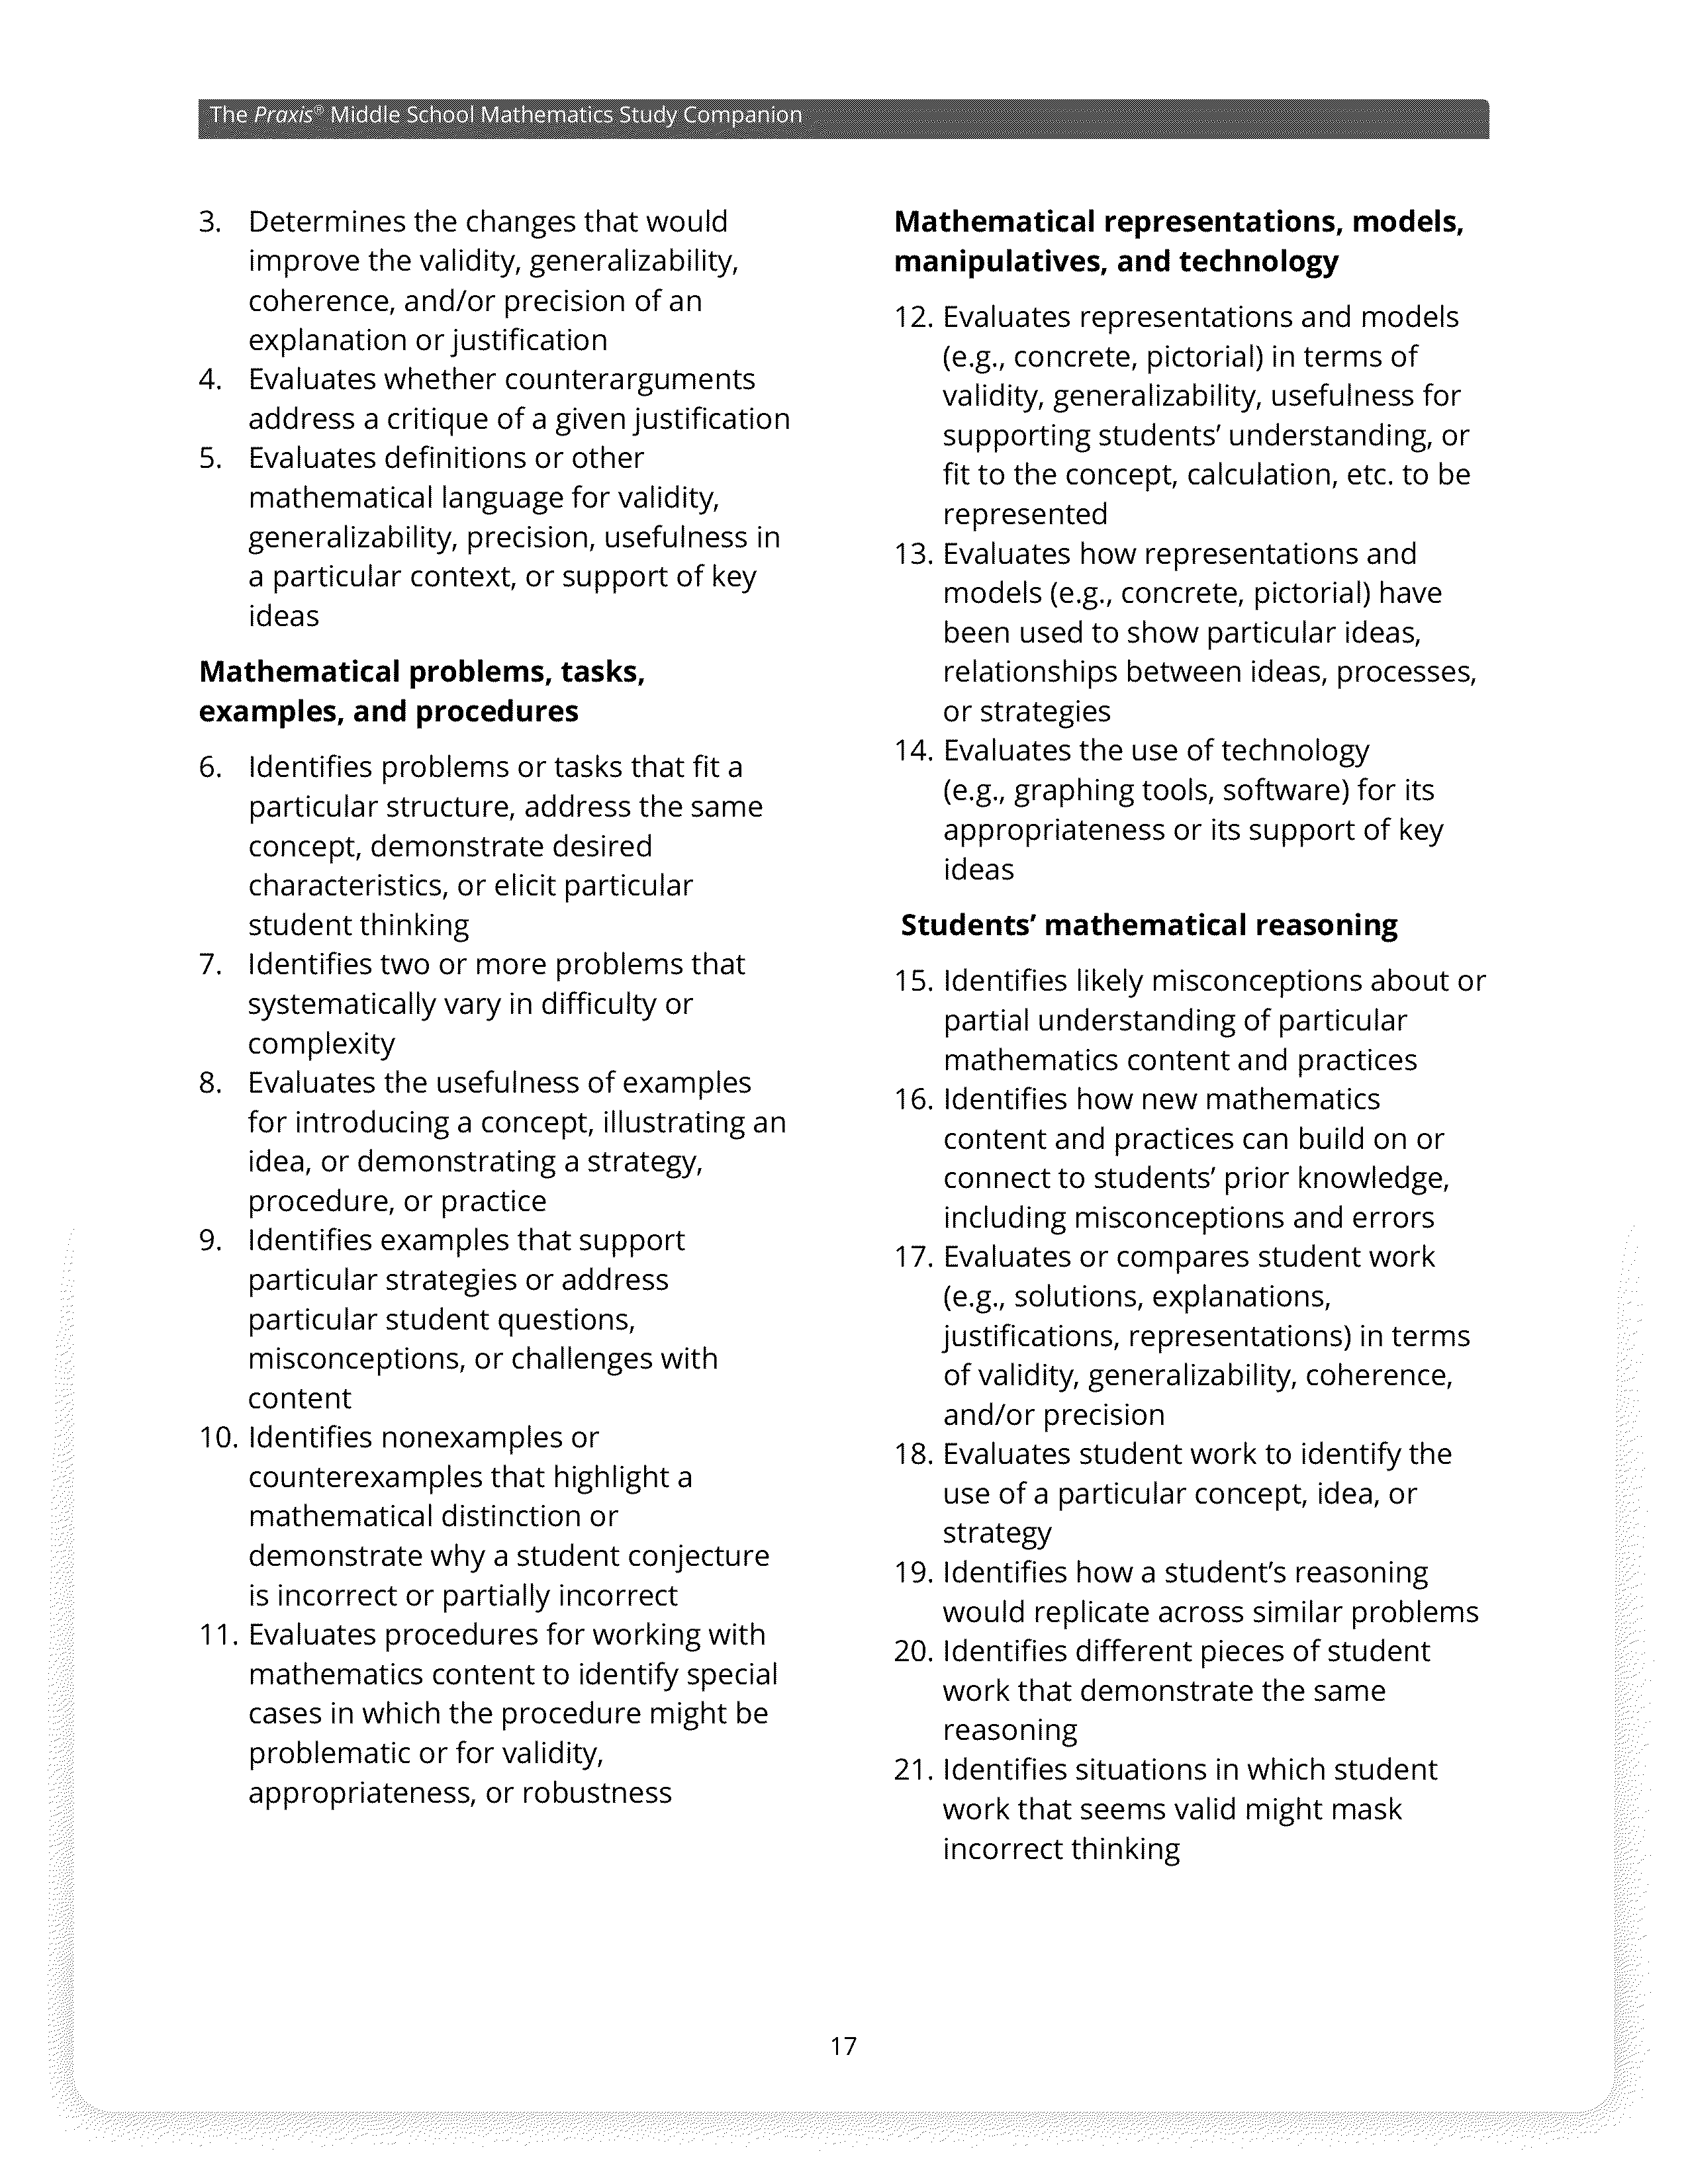 The Praxis® Middle School Mathematics Study Companion
3. Determines the changes that would
improve the validity, generalizability,
coherence, and/or precision of an
explanation or justification
4. Evaluates whether counterarguments
address a critique of a given justification
5. Evaluates definitions or other
mathematical language for validity,
generalizability, precision, usefulness in
a particular context, or support of key
ideas
Mathematical problems, tasks,
examples, and procedures
6. Identifies problems or tasks that fit a
particular structure, address the same
concept, demonstrate desired
characteristics, or elicit particular
student thinking
7. Identifies two or more problems that
systematically vary in difficulty or
complexity
8. Evaluates the usefulness of examples
for introducing a concept, illustrating an
idea, or demonstrating a strategy,
procedure, or practice
9. Identifies examples that support
particular strategies or address
particular student questions,
misconceptions, or challenges with
content
10. Identifies nonexamples or
counterexamples that highlight a
mathematical distinction or
demonstrate why a student conjecture
is incorrect or partially incorrect
11. Evaluates procedures for working with
mathematics content to identify special
cases in which the procedure might be
problematic or for validity,
appropriateness, or robustness
Mathematical representations, models,
manipulatives, and technology
12. Evaluates representations and models
(e.g., concrete, pictorial) in terms of
validity, generalizability, usefulness for
supporting students’ understanding, or
fit to the concept, calculation, etc. to be
represented
13. Evaluates how representations and
models (e.g., concrete, pictorial) have
been used to show particular ideas,
relationships between ideas, processes,
or strategies
14. Evaluates the use of technology
(e.g., graphing tools, software) for its
appropriateness or its support of key
ideas
Students’ mathematical reasoning
15. Identifies likely misconceptions about or
partial understanding of particular
mathematics content and practices
16. Identifies how new mathematics
content and practices can build on or
connect to students’ prior knowledge,
including misconceptions and errors
17. Evaluates or compares student work
(e.g., solutions, explanations,
justifications, representations) in terms
of validity, generalizability, coherence,
and/or precision
18. Evaluates student work to identify the
use of a particular concept, idea, or
strategy
19. Identifies how a student’s reasoning
would replicate across similar problems
20. Identifies different pieces of student
work that demonstrate the same
reasoning
21. Identifies situations in which student
work that seems valid might mask
incorrect thinking
17